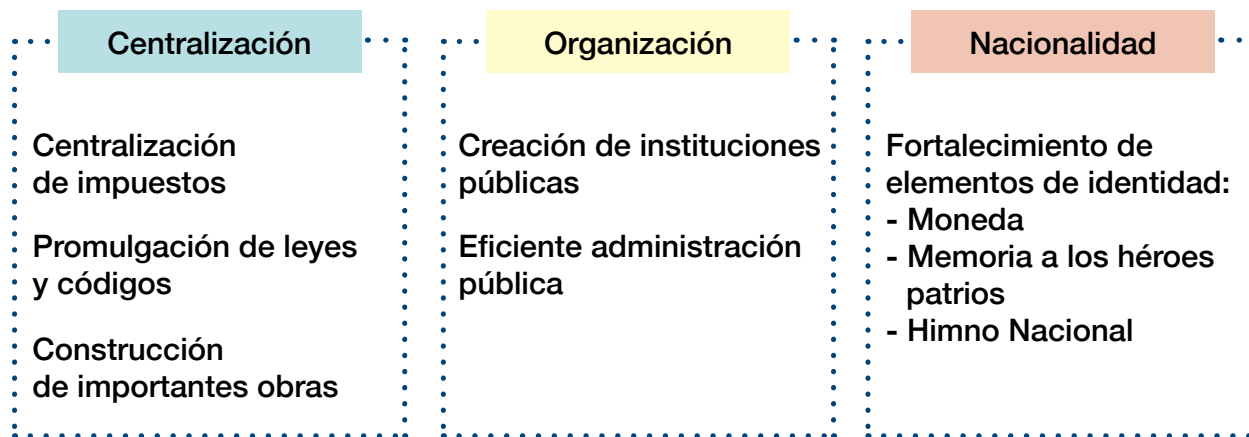 Centralización
Centralización
de impuestos
Promulgación de leyes
y códigos
Construcción
de importantes obras
Organización
Creación de instituciones
públicas
Eficiente administración
pública
Nacionalidad
Fortalecimiento de
elementos de identidad:
- Moneda
- Memoria a los héroes
patrios
- Himno Nacional